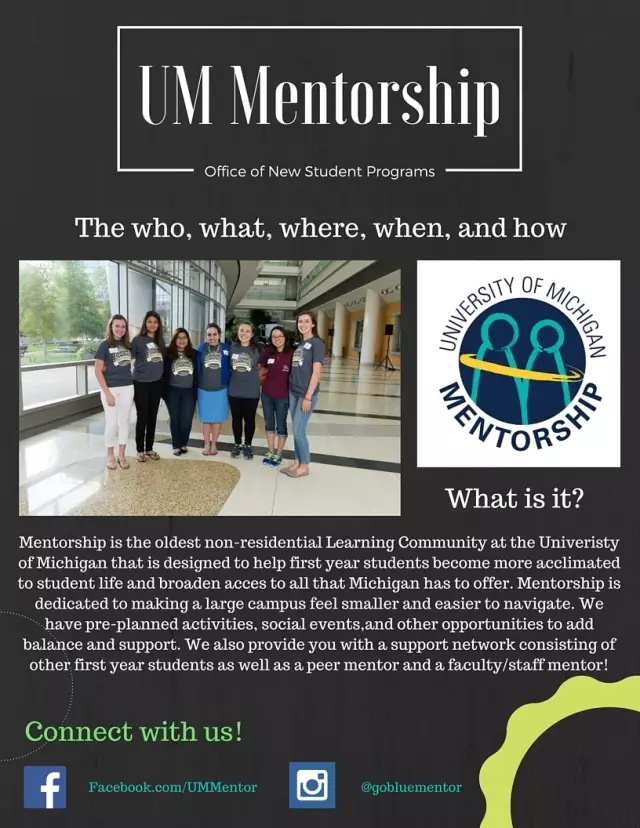 UM Mentorship
Office of New Student Programs
The who, what, where, when, and how
UNIVERSITY OF MICHIGAN
MENTORSHIP
What is it?
Mentorship is the oldest non-residential Learning Community at the Univeristy
of Michigan that is designed to help first year students become more acclimated
to student life and broaden acces to all that Michigan has to offer. Mentorship is
dedicated to making a large campus feel smaller and easier to navigate. We
have pre-planned activities, social events,and other opportunities to add
balance and support. We also provide you with a support network consisting of
other first year students as well as a peer mentor and a faculty/staff mentor!
Connect with us!
Facebook.com/UMMentor
@gobluementor